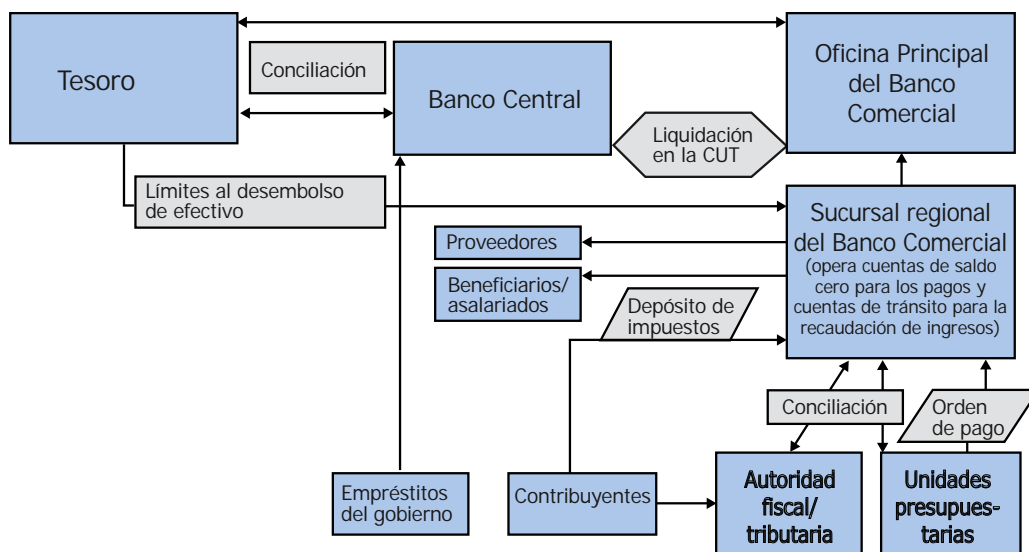 Tesoro
Conciliación
Banco Central
Oficina Principal
del Banco
Comercial
Liquidación
en la CUT
Límites al desembolso
de efectivo
Sucursal regional
del Banco Comercial
(opera cuentas de saldo
cero para los pagos y
cuentas de tránsito para la
recaudación de ingresos)
Proveedores
Beneficiarios/
asalariados
Depósito de
impuestos
Conciliación
Orden
de pago
Empréstitos
del gobierno
Contribuyentes
Autoridad
fiscal/
tributaria
Unidades
presupues-
tarias